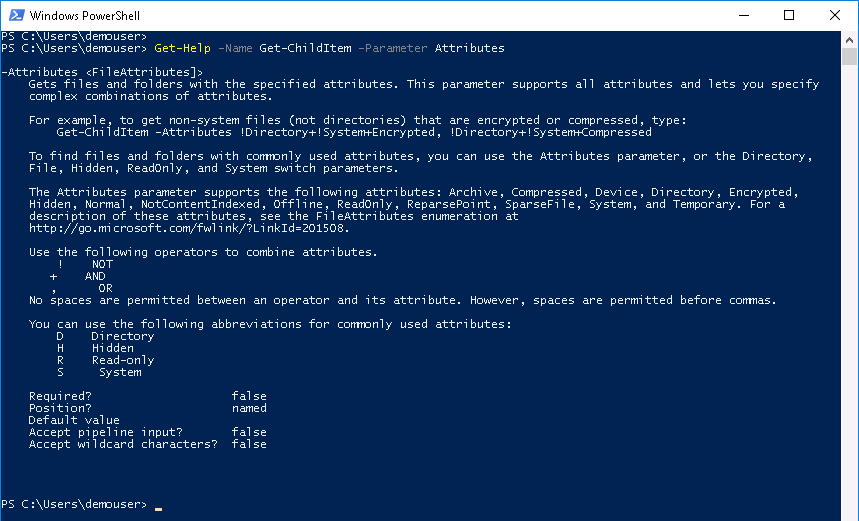 Windows PowerShell
PS C:\Users\demouser>
PS C:\Users\demouser> Get-Help -Name Get-ChildItem -Parameter Attributes
-Attributes <FileAttributes]>
Gets files and folders with the specified attributes. This parameter supports all attributes and lets you specify
complex combinations of attributes.
For example, to get non-system files (not directories) that are encrypted or compressed, type:
Get-ChildItem -Attributes !Directory+!System+Encrypted, !Directory+!System+Compressed
To find files and folders with commonly used attributes, you can use the Attributes parameter, or the Directory,
File, Hidden, ReadOnly, and System switch parameters.
The Attributes parameter supports the following attributes: Archive, Compressed, Device, Directory, Encrypted,
Hidden, Normal, NotContentIndexed, Offline, ReadOnly, ReparsePoint, SparseFile, System, and Temporary. For a
description of these attributes, see the FileAttributes enumeration at
http://go.microsoft.com/fwlink/?LinkId=201508.
Use the following operators to combine attributes.
! NOT
+ AND
, OR
No spaces are permitted between an operator and its attribute. However, spaces are permitted before commas.
You can use the following abbreviations for commonly used attributes:
D Directory
H Hidden
R Read-only
S System
Required? false
Position? named
Default value
Accept pipeline input? false
Accept wildcard characters? false
PS C:\Users\demouser> _